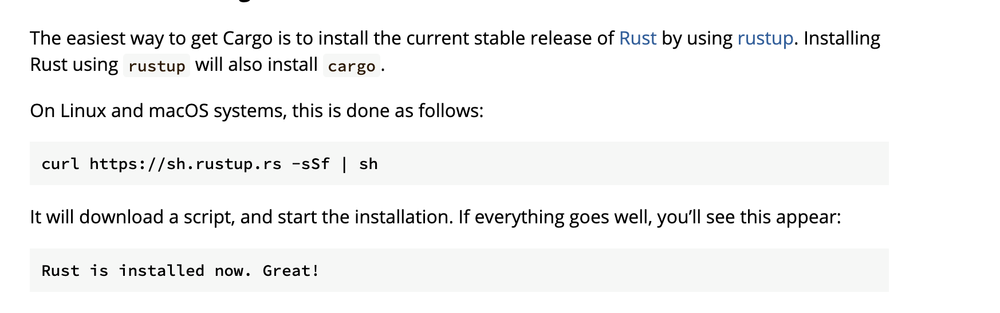 The easiest way to get Cargo is to install the current stable release of Rust by using rustup. Installing
Rust using rustup will also install cargo.
On Linux and macOS systems, this is done as follows:
curl https://sh.rustup.rs -sSf | sh
It will download a script, and start the installation. If everything goes well, you’ll see this appear:
Rust is installed now. Great!